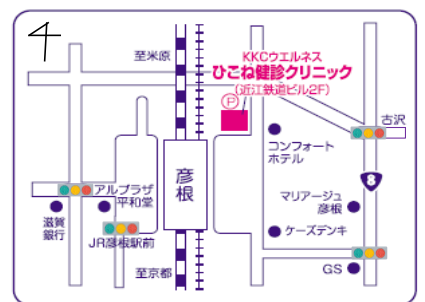 至米原
KKCウエルネス
ひこね健診クリニック
(近江鉄道ビル2F)
P
古沢
コンフォート
ホテル
彦根
8
アルプラザ
平和堂
マリアージュ
彦根
滋賀
銀行
ケーズデンキ
JR彦根駅前
至京都
GS